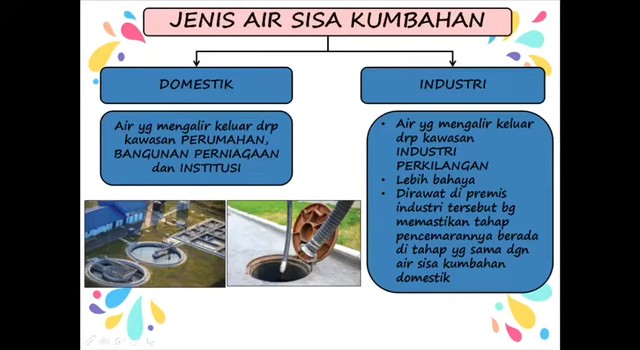 JENIS AIR SISA KUMBAHAN
DOMESTIK
Air yg mengalir keluar drp
kawasan PERUMAHAN,
BANGUNAN PERNIAGAAN
dan INSTITUSI
INDUSTRI
• Air yg mengalir keluar
drp kawasan
INDUSTRI
PERKILANGAN
• Lebih bahaya
• Dirawat di premis
industri tersebut bg
memastikan tahap
pencemarannya berada
di tahap yg sama dgn
air sisa kumbahan
domestik